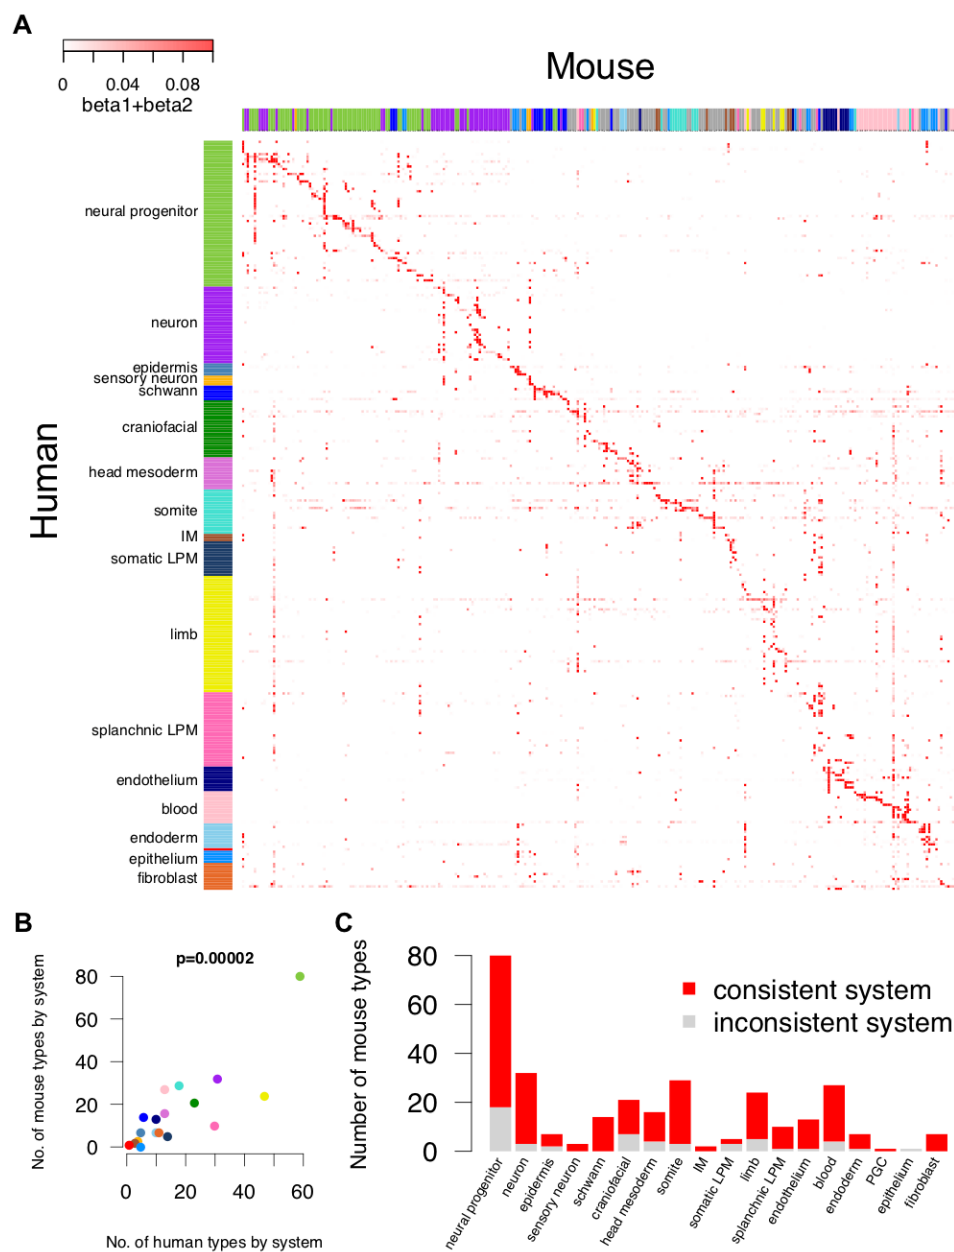 A
0 0.04 0.08
beta1+beta2
Mouse
Human
neural progenitor
neuron
epidermis
sensory neuron
schwann
craniofacial
head mesoderm
somite
IM
somatic LPM
limb
splanchnic LPM
endothelium
blood
endoderm
epithelium
fibroblast
B
p=0.00002
No. of mouse types by system
80
60
40
20
0
0 20 40 60
No. of human types by system
C
Number of mouse types
80
60
40
20
0
consistent system
inconsistent system
neural progenitor
neuron
epidermis
sensory neuron
schwann
craniofacial
head mesoderm
somite
IM
somatic LPM
limb
splanchnic LPM
endothelium
blood
endoderm
PGC
epithelium
fibroblast